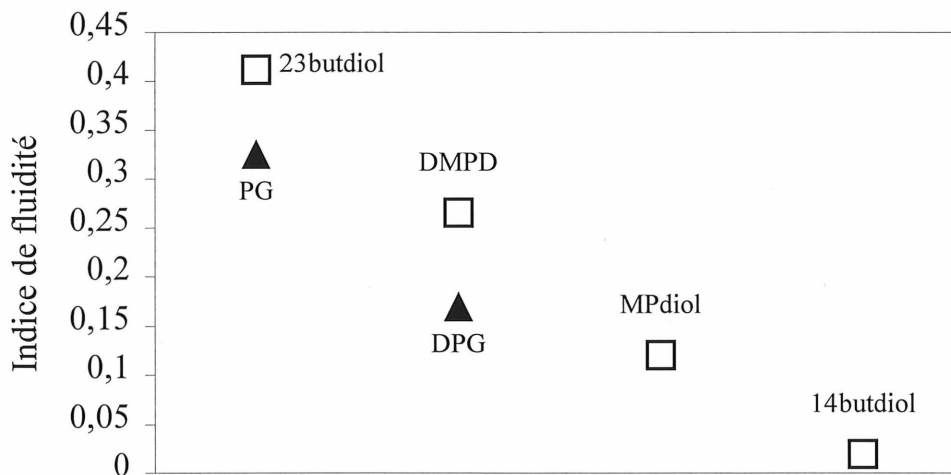 0,45
0,4
0,35
0,3
0,25
0,2
0,15
0,1
0,05
0
Indice de fluidité
23butdiol
PG
DMPD
DPG
MPdiol
14butdiol